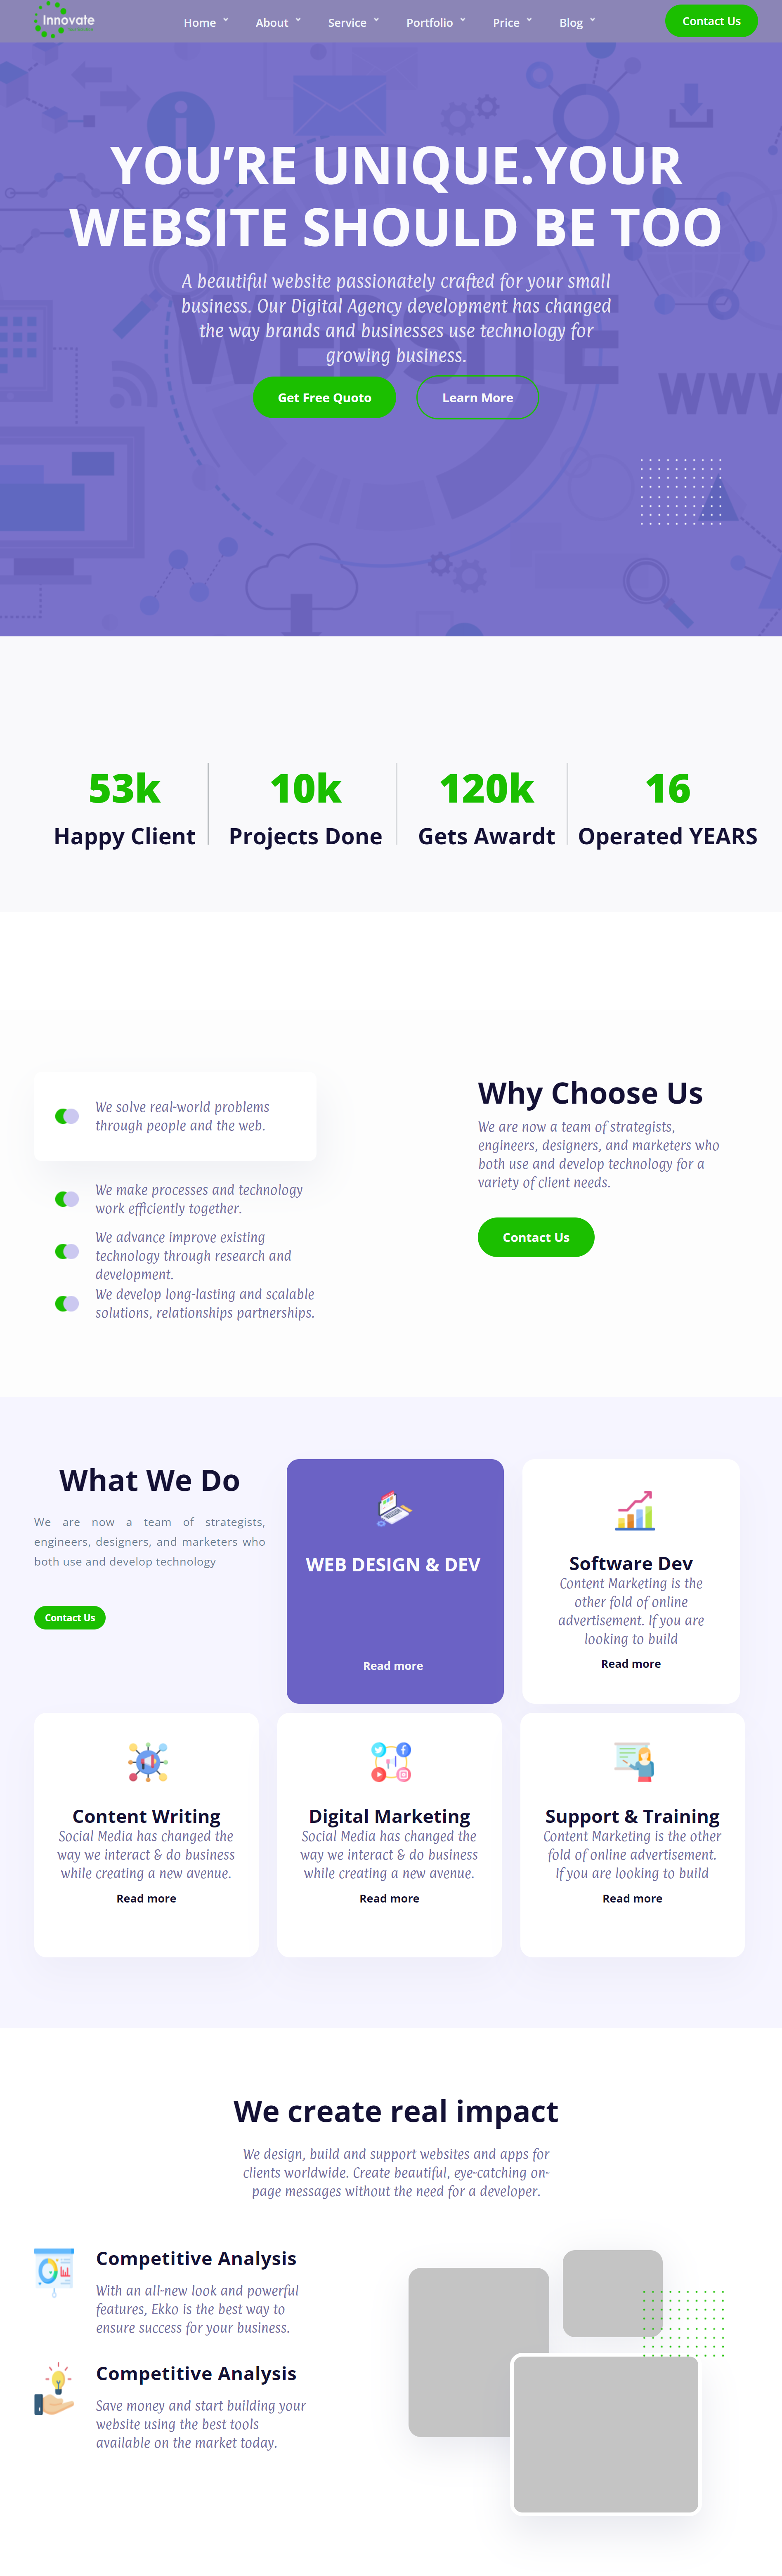 Innovate
Home
About
Service
Portfolio
Price
Blog
Contact Us
YOU’RE UNIQUE.YOUR
WEBSITE SHOULD BE TOO
WEBSITE
WWW
A beautiful website passionately crafted for your small
business. Our Digital Agency development has changed
the way brands and businesses use technology for
growing business.
Get Free Quoto
Learn More
53k
Happy Client
10k
Projects Done
120k
Gets Awardt
16
Operated YEARS
We solve real-world problems
through people and the web.
We make processes and technology
work efficiently together.
We advance improve existing
technology through research and
development.
We develop long-lasting and scalable
solutions, relationships partnerships.
Why Choose Us
We are now a team of strategists,
engineers, designers, and marketers who
both use and develop technology for a
variety of client needs.
Contact Us
What We Do
We are now a team of strategists,
engineers, designers, and marketers who
both use and develop technology
Contact Us
WEB DESIGN & DEV
Read more
Software Dev
Content Marketing is the
other fold of online
advertisement. If you are
looking to build
Read more
Content Writing
Social Media has changed the
way we interact & do business
while creating a new avenue.
Read more
Digital Marketing
Social Media has changed the
way we interact & do business
while creating a new avenue.
Read more
Support & Training
Content Marketing is the other
fold of online advertisement.
If you are looking to build
Read more
We create real impact
We design, build and support websites and apps for
clients worldwide. Create beautiful, eye-catching on-
page messages without the need for a developer.
Competitive Analysis
With an all-new look and powerful
features, Ekko is the best way to
ensure success for your business.
Competitive Analysis
Save money and start building your
website using the best tools
available on the market today.